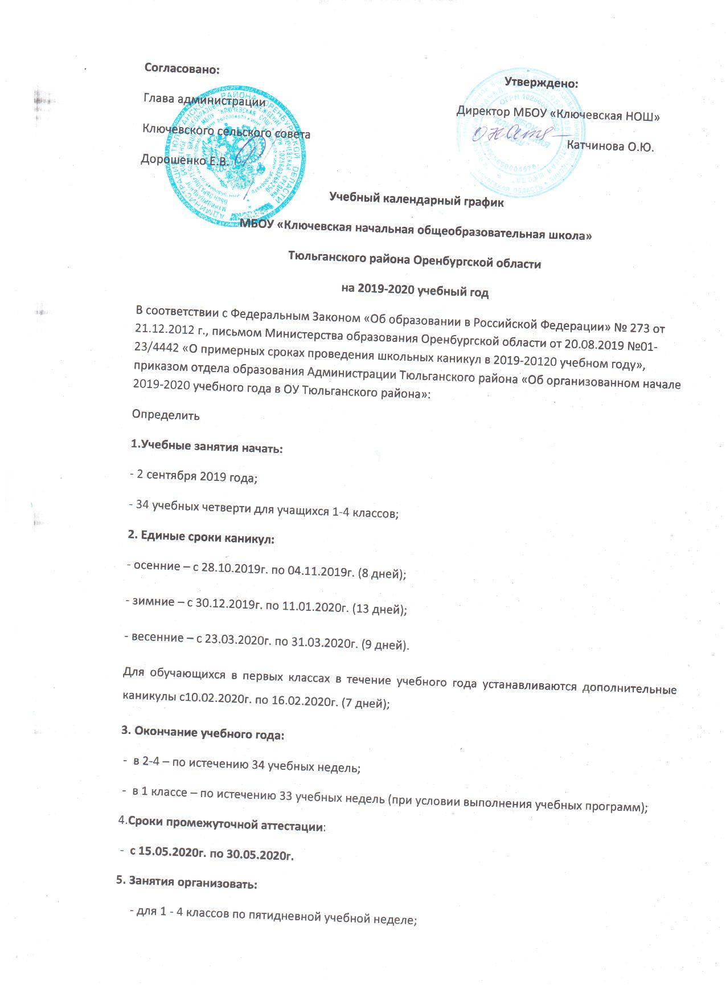 Согласовано:
Глава администрации
Ключевского сельского совета
Дорошенко Е.В.
Утверждено:
Директор МБОУ «Ключевская НОШ»
Катчинова О.Ю.
Учебный календарный график
МБОУ «Ключевская начальная общеобразовательная школа»
Тюльганского района Оренбургской области
на 2019-2020 учебный год
В соответствии с Федеральным Законом «Об образовании в Российской Федерации» № 273 от
21.12.2012 г., письмом Министерства образования Оренбургской области от 20.08.2019 №01-
23/4442 «О примерных сроках проведения школьных каникул в 2019-20120 учебном году»,
приказом отдела образования Администрации Тюльганского района «Об организованном начале
2019-2020 учебного года в ОУ Тюльганского района»:
Определить
1.Учебные занятия начать:
- 2 сентября 2019 года;
- 34 учебных четверти для учащихся 1-4 классов;
2. Единые сроки каникул:
- осенние – с 28.10.2019г. по 04.11.2019г. (8 дней);
- зимние – с 30.12.2019г. по 11.01.2020г. (13 дней);
- весенние – с 23.03.2020г. по 31.03.2020г. (9 дней).
Для обучающихся в первых классах в течение учебного года устанавливаются дополнительные
каникулы с10.02.2020г. по 16.02.2020г. (7 дней);
3. Окончание учебного года:
- в 2-4 – по истечению 34 учебных недель;
- в 1 классе – по истечению 33 учебных недель (при условии выполнения учебных программ);
4.Сроки промежуточной аттестации:
- с 15.05.2020г. по 30.05.2020г.
5. Занятия организовать:
- для 1 - 4 классов по пятидневной учебной неделе;